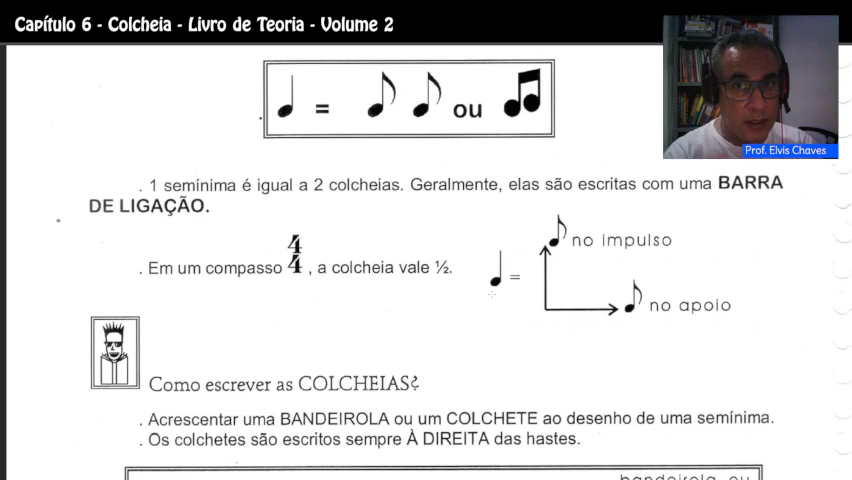 Capítulo 6 - Colcheia - Livro de Teoria - Volume 2
= ou
Prof. Elvis Chaves
. 1 semínima é igual a 2 colcheias. Geralmente, elas são escritas com uma BARRA
DE LIGAÇÃO.
. Em um compasso 4/4 , a colcheia vale ½.
=
no impulso
no apoio
Como escrever as COLCHEIAS?
. Acrescentar uma BANDEIROLA ou um COLCHETE ao desenho de uma semínima.
. Os colchetes são escritos sempre À DIREITA das hastes.
bandeirola ou